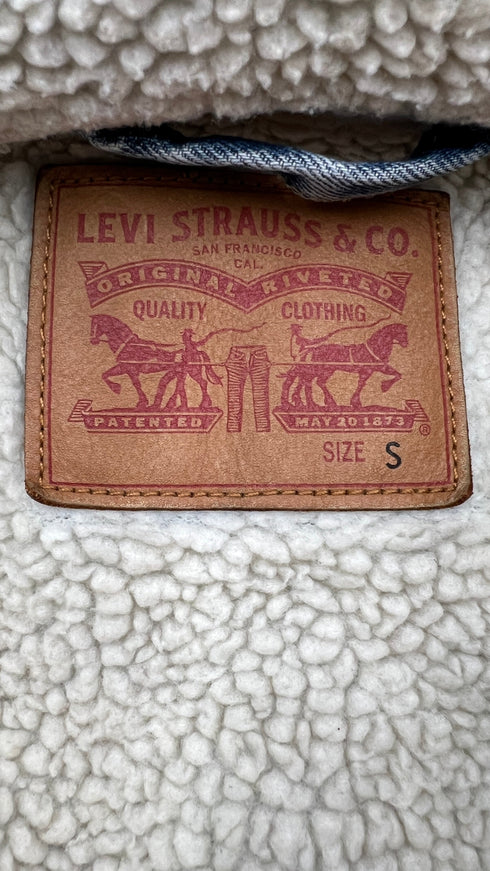 LEVI STRAUSS & CO.
SAN FRANCISCO
CAL.
ORIGINAL RIVETED
QUALITY CLOTHING
PATENTED MAY 20 1873
®
SIZE S